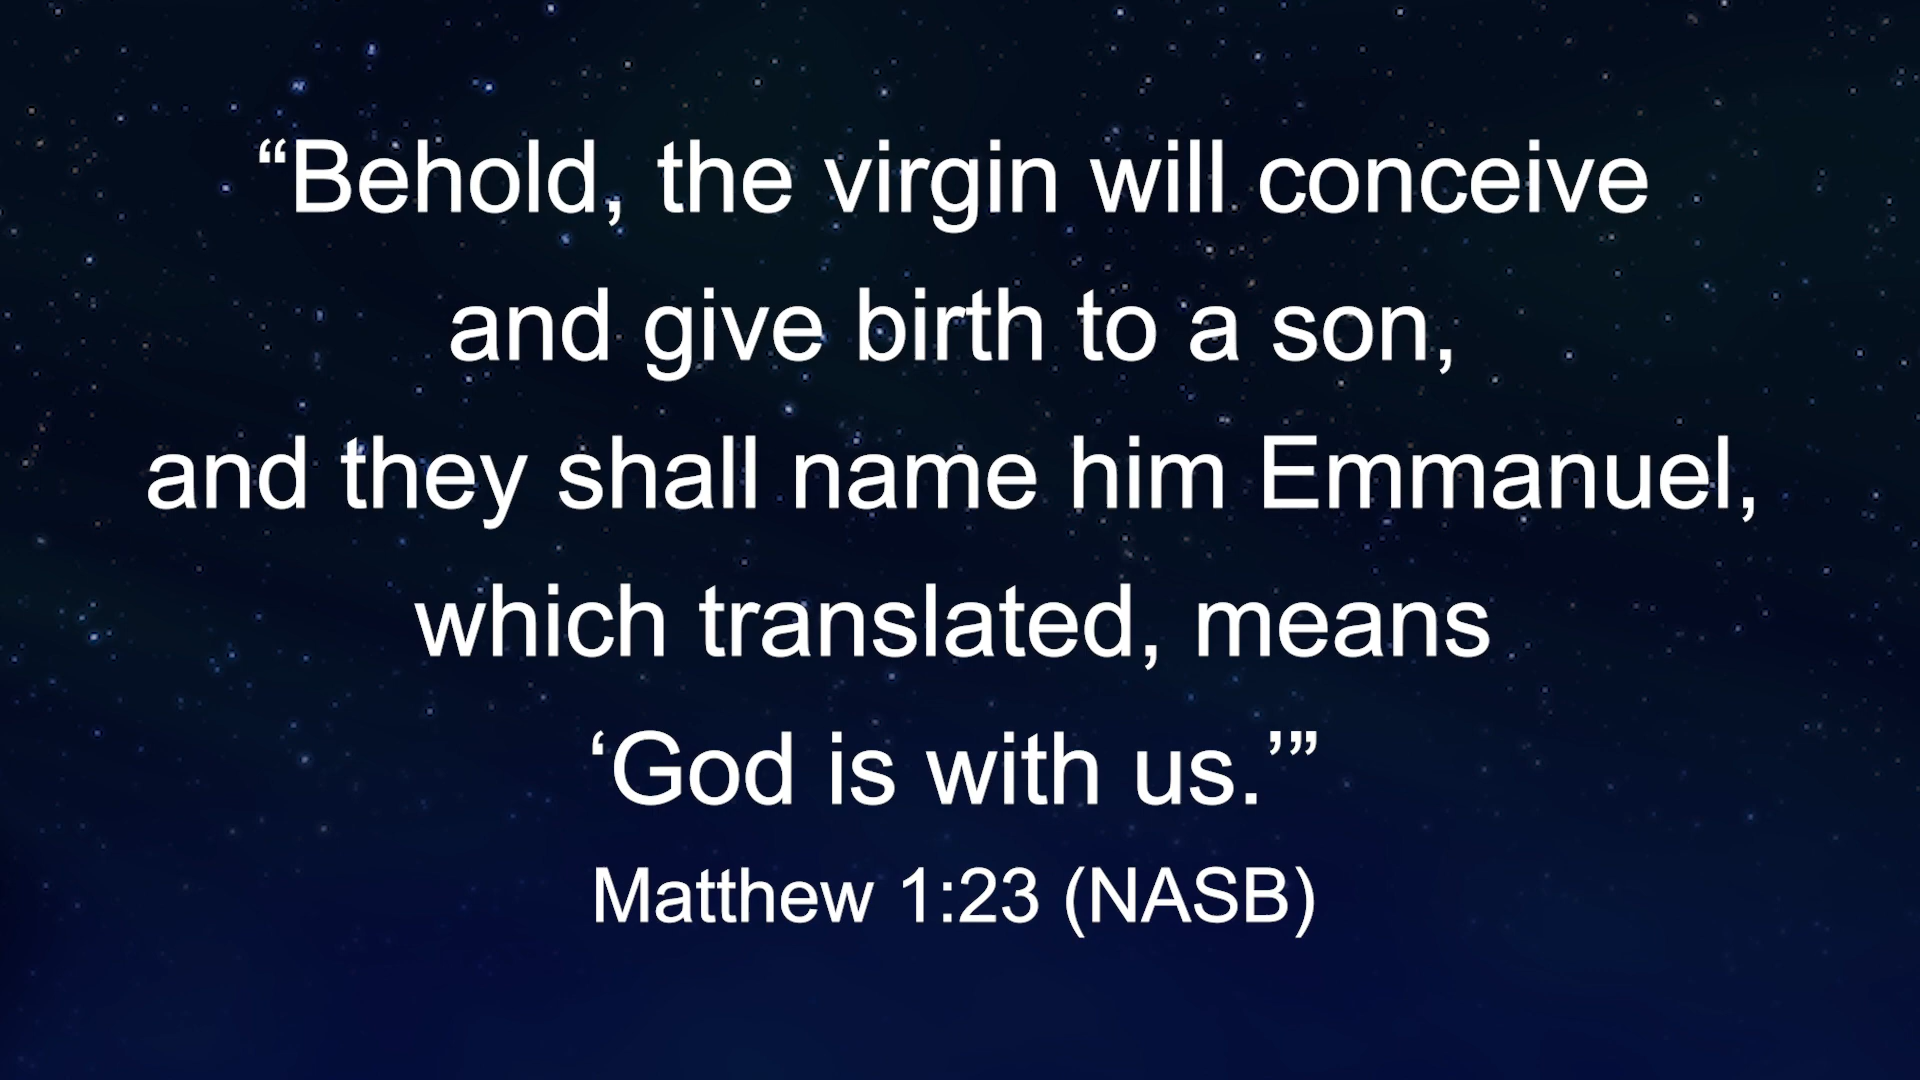 “Behold, the virgin will conceive
and give birth to a son,
and they shall name him Emmanuel,
which translated, means
‘God is with us.’”
Matthew 1:23 (NASB)